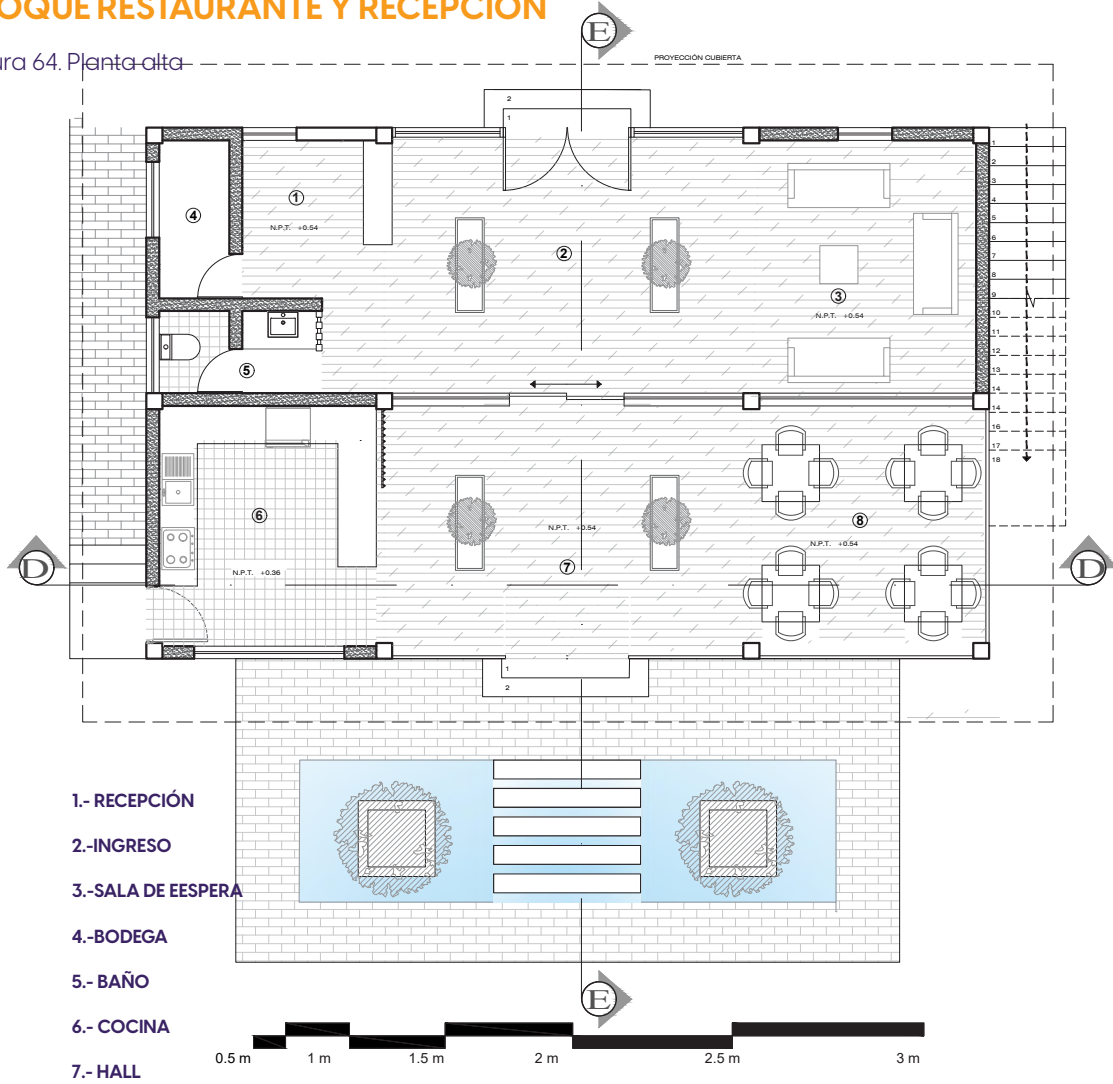 OQUE RESTAURANTE Y RECEPCIÓN
ura 64. Planta alta
E
PROYECCIÓN CUBIERTA
2
1
1
N.P.T. +0.54
4
2
3
N.P.T. +0.54
5
1
2
3
4
5
6
7
8
9
10
11
12
13
14
14
16
17
18
6
N.P.T. +0.36
N.P.T. +0.54
7
8
N.P.T. +0.54
D
D
1
2
1.- RECEPCIÓN
2.-INGRESO
3.-SALA DE EESPERA
4.-BODEGA
5.- BAÑO
6.- COCINA
7.- HALL
E
0.5 m 1 m 1.5 m 2 m 2.5 m 3 m